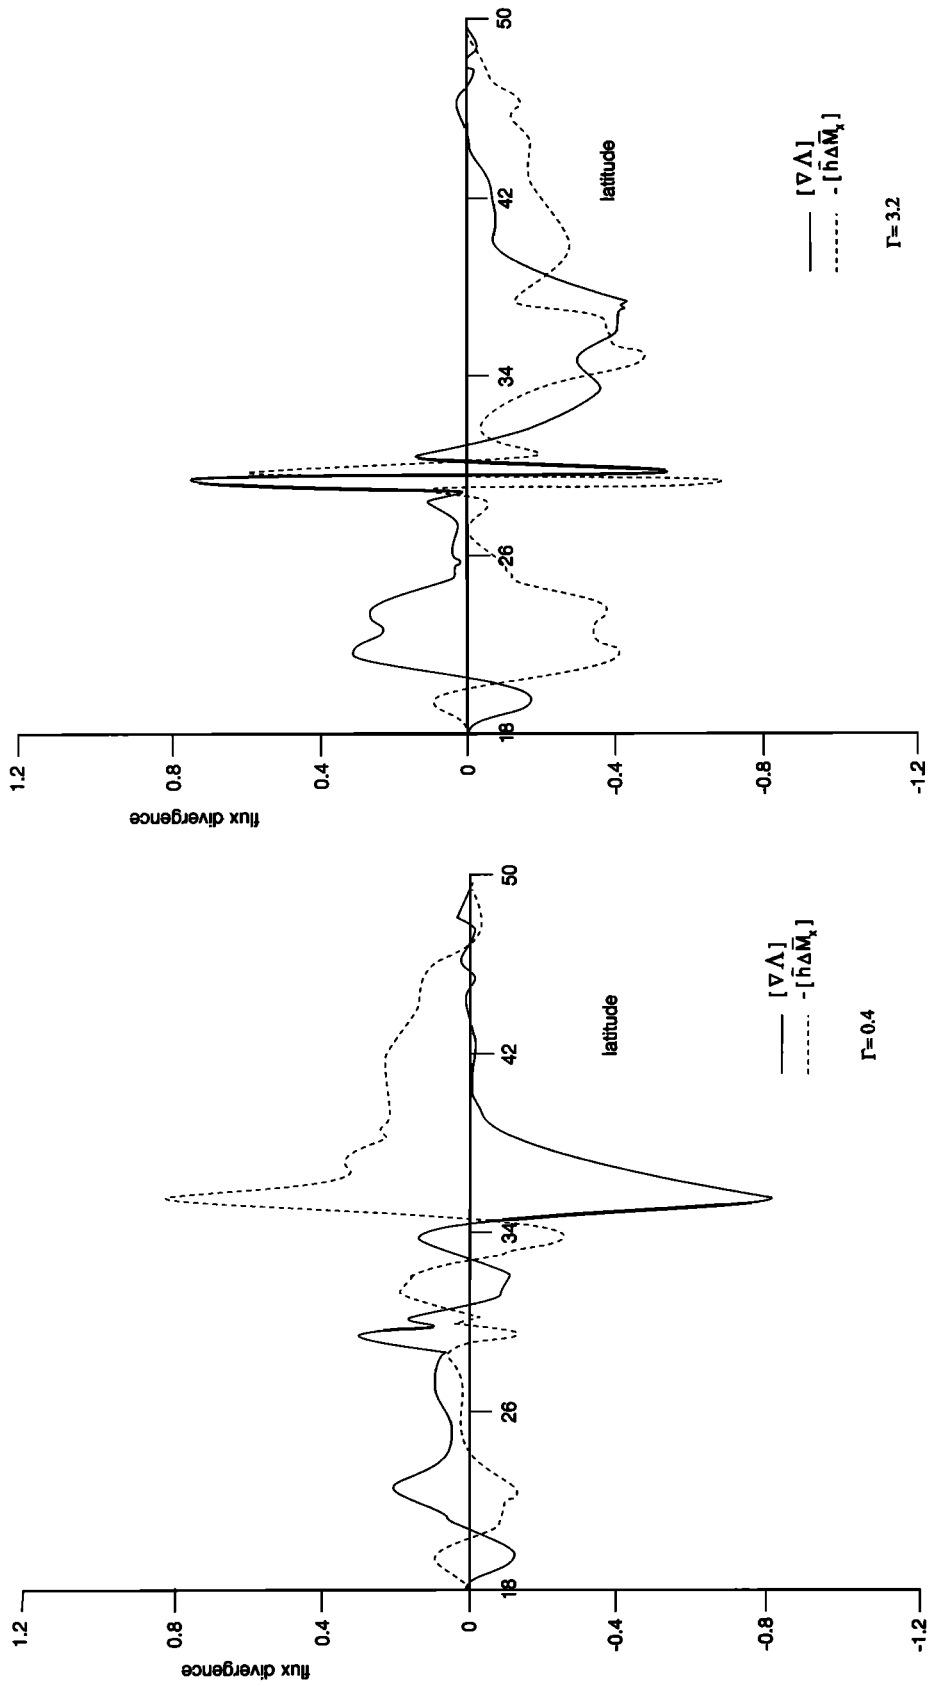 1.2
0.8
0.4
0
-0.4
-0.8
-1.2
flux divergence
18
26
34
42
50
latitude
[∇Λ]
-[h̄ΔM̄ₓ]
Γ=0.4
1.2
0.8
0.4
0
-0.4
-0.8
-1.2
flux divergence
18
26
34
42
50
latitude
[∇Λ]
-[h̄ΔM̄ₓ]
Γ=3.2